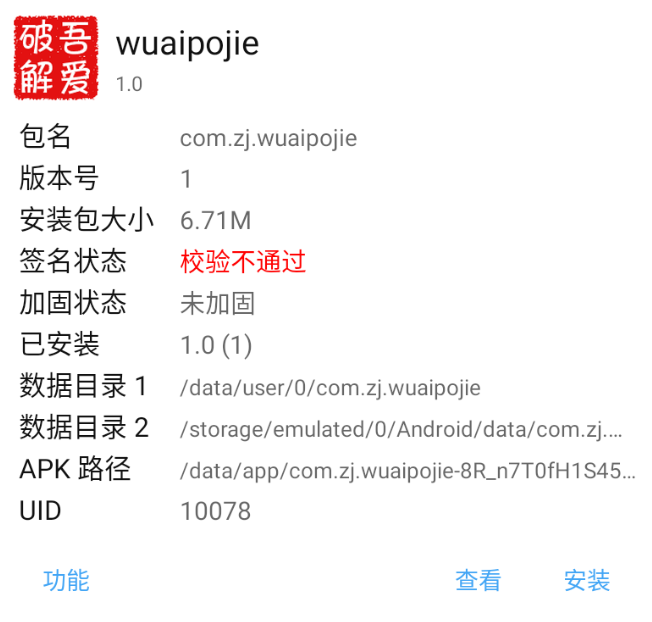 破吾
解爱
wuaipojie
1.0
包名 com.zj.wuaipojie
版本号 1
安装包大小 6.71M
签名状态 校验不通过
加固状态 未加固
已安装 1.0 (1)
数据目录 1 /data/user/0/com.zj.wuaipojie
数据目录 2 /storage/emulated/0/Android/data/com.zj....
APK 路径 /data/app/com.zj.wuaipojie-8R_n7T0fH1S45...
UID 10078
功能 查看 安装